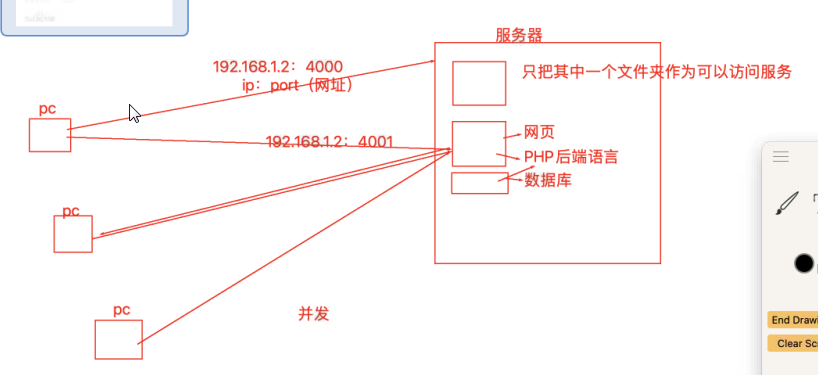 服务器
192.168.1.2：4000
ip：port（网址）
只把其中一个文件夹作为可以访问服务
pc
192.168.1.2：4001
网页
PHP后端语言
数据库
pc
pc
并发
End Drawi
Clear Scr